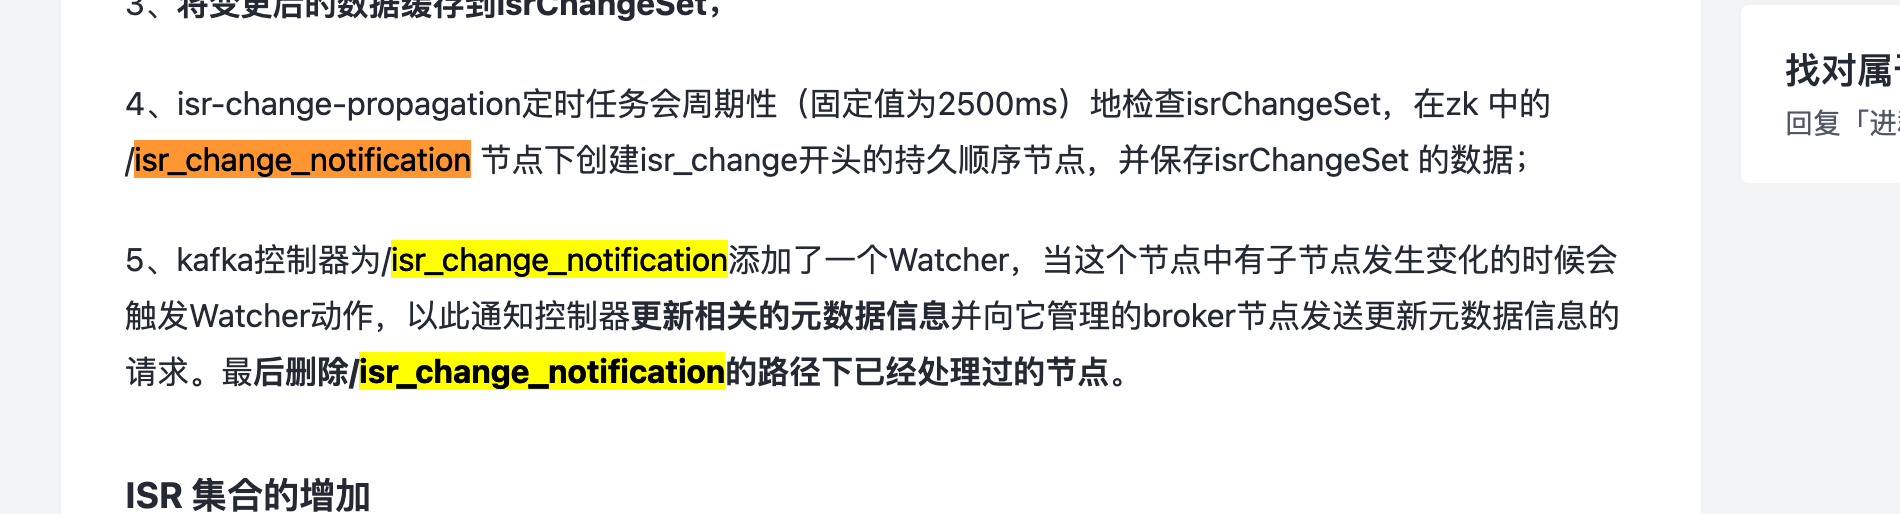 3、将变更后的数据缓存到isrChangeSet，
4、isr-change-propagation定时任务会周期性（固定值为2500ms）地检查isrChangeSet，在zk 中的
/isr_change_notification 节点下创建isr_change开头的持久顺序节点，并保存isrChangeSet 的数据；
5、kafka控制器为/isr_change_notification添加了一个Watcher，当这个节点中有子节点发生变化的时候会
触发Watcher动作，以此通知控制器更新相关的元数据信息并向它管理的broker节点发送更新元数据信息的
请求。最后删除/isr_change_notification的路径下已经处理过的节点。
ISR 集合的增加
找对属
回复「进